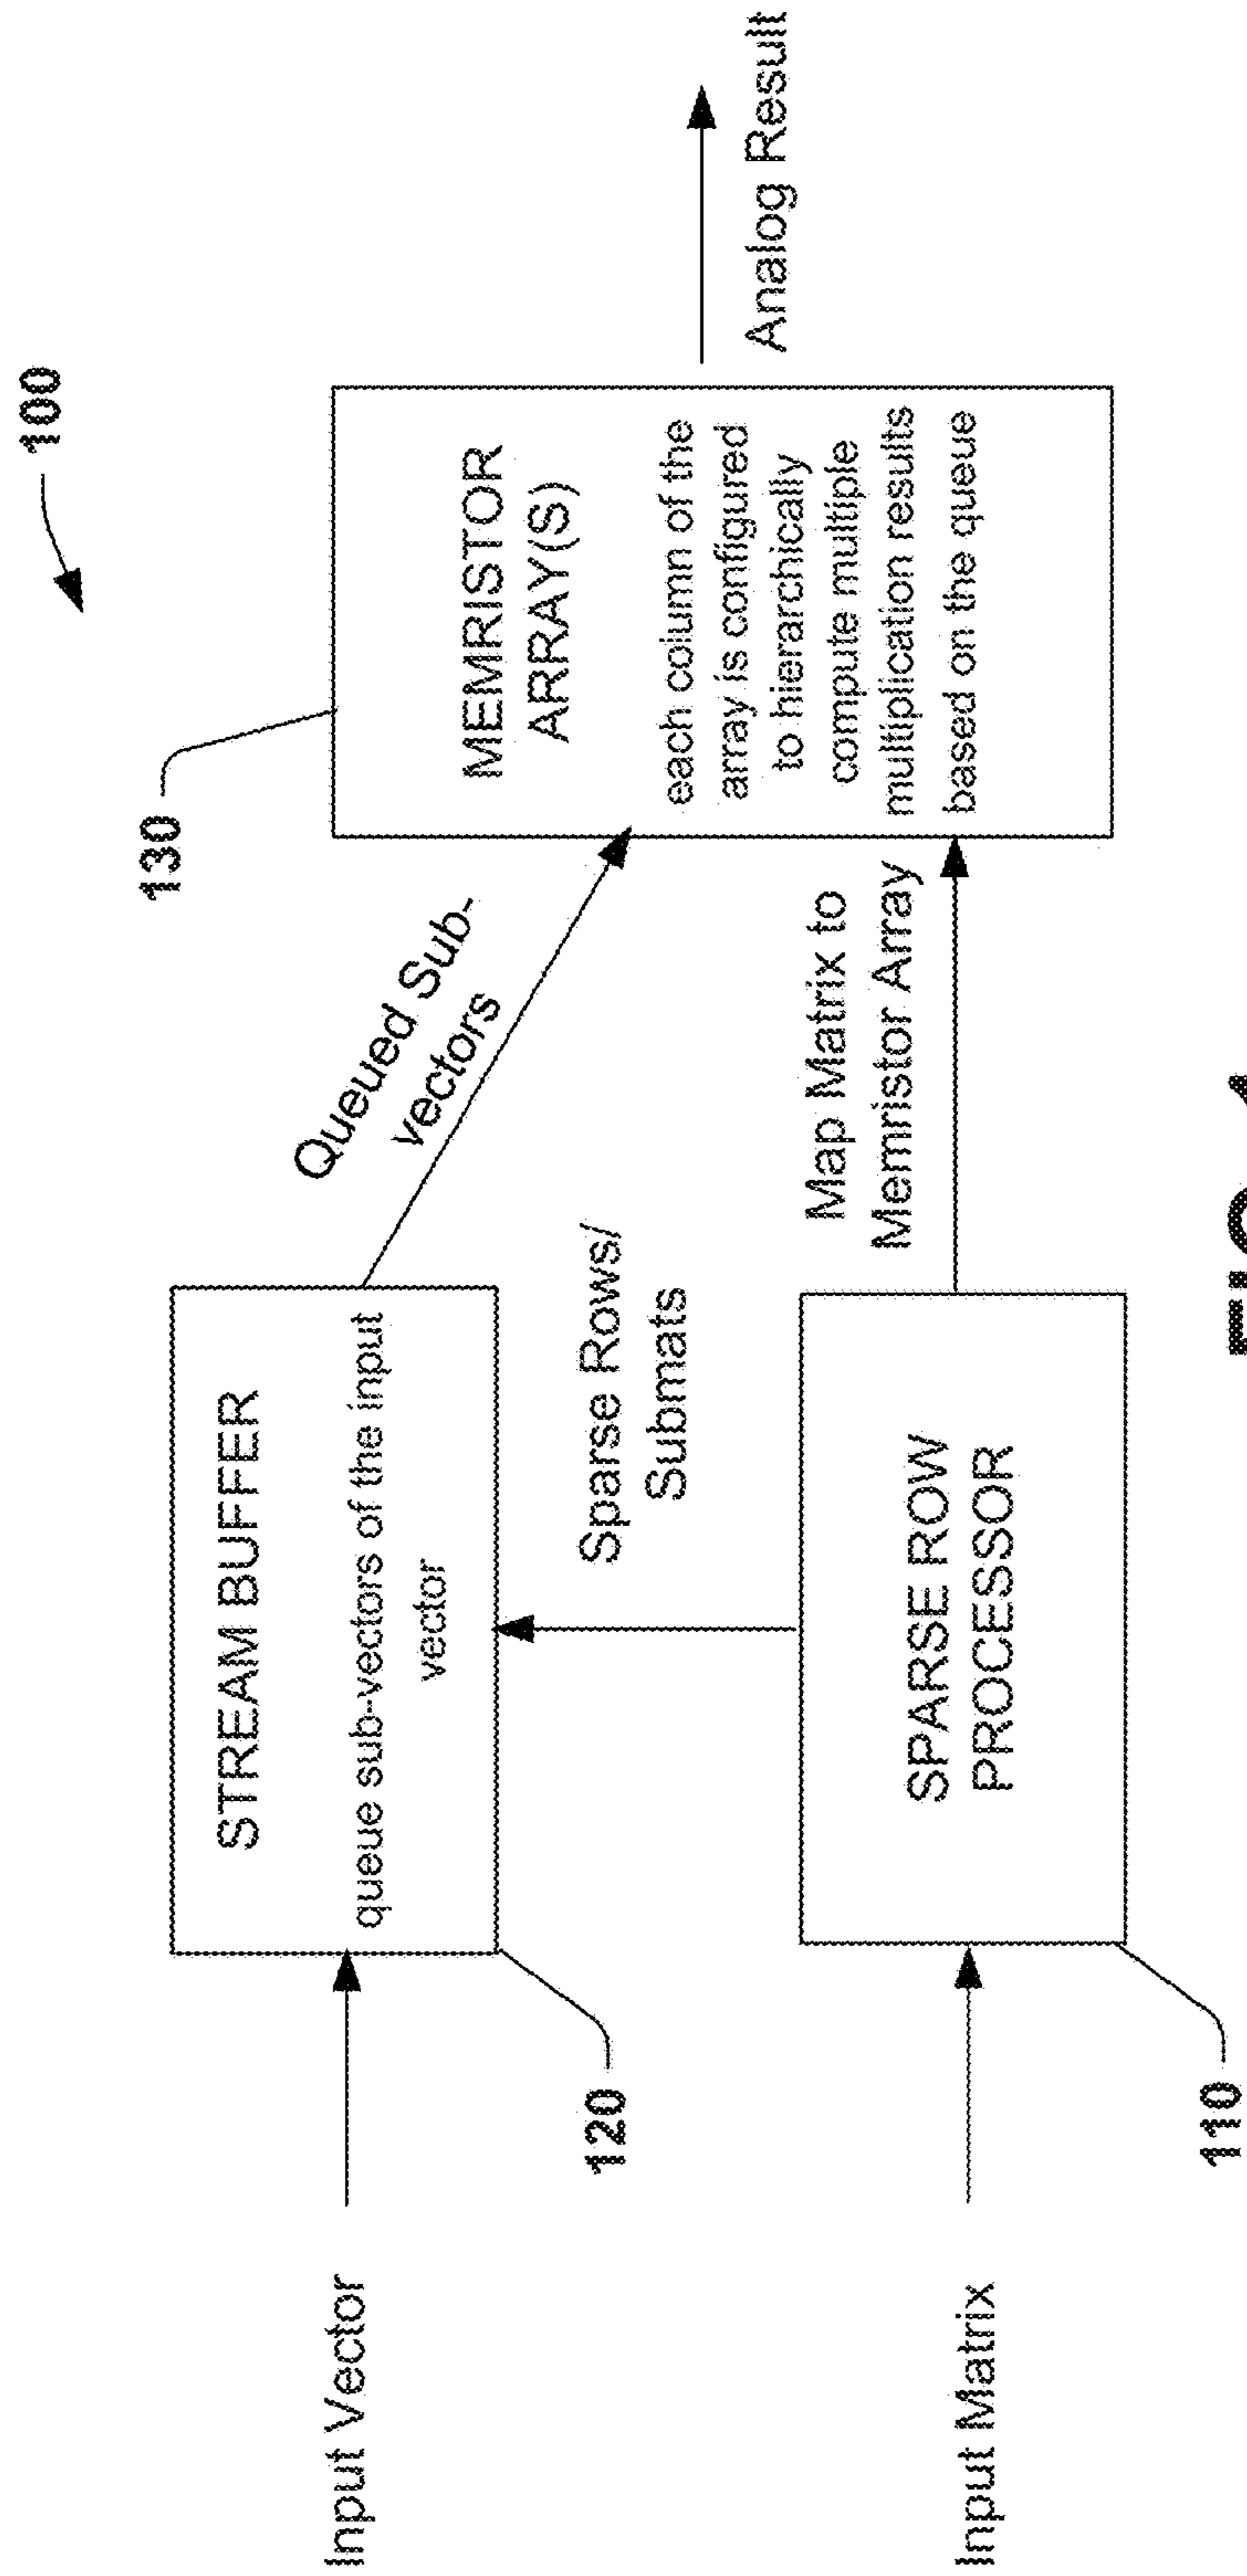 100
130
120
110
Input Vector
STREAM BUFFER
queue sub-vectors of the input
vector
Queued Sub-
vectors
Sparse Rows/
Submats
Input Matrix
SPARSE ROW
PROCESSOR
Map Matrix to
Memristor Array
MEMRISTOR
ARRAY(S)
each column of the
array is configured
to hierarchically
compute multiple
multiplication results
based on the queue
Analog Result